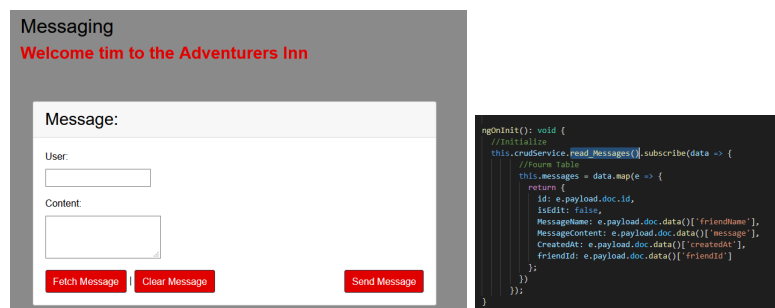 Messaging
Welcome tim to the Adventurers Inn
Message:
User:
Content:
Fetch Message | Clear Message Send Message
ngOnInit(): void {
//Initialize
this.crudService.read_Messages().subscribe(data => {
//Fourm Table
this.messages = data.map(e => {
return {
id: e.payload.doc.id,
isEdit: false,
MessageName: e.payload.doc.data()['friendName'],
MessageContent: e.payload.doc.data()['message'],
CreatedAt: e.payload.doc.data()['createdAt'],
friendId: e.payload.doc.data()['friendId']
};
})
});
}